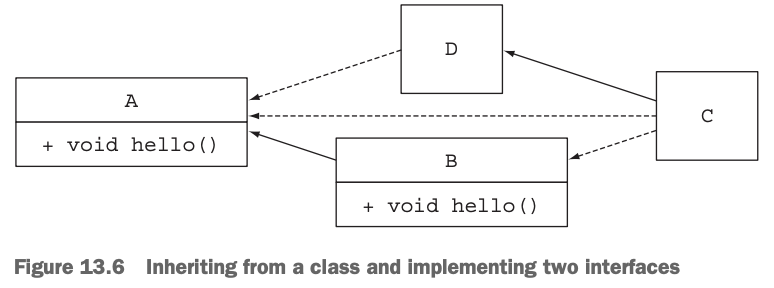 D
A
C
+ void hello()
B
+ void hello()
Figure 13.6 Inheriting from a class and implementing two interfaces